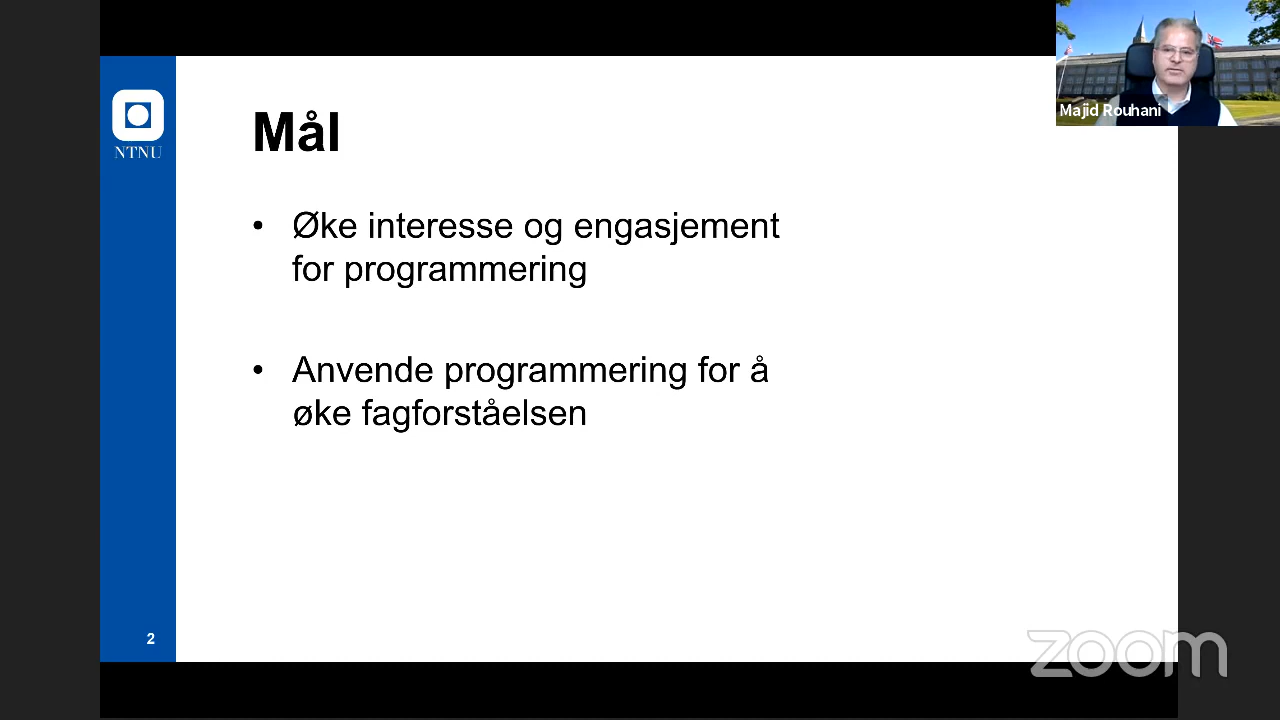 Majid Rouhani
NTNU
Mål
• Øke interesse og engasjement
for programmering
• Anvende programmering for å
øke fagforståelsen
2
zoom